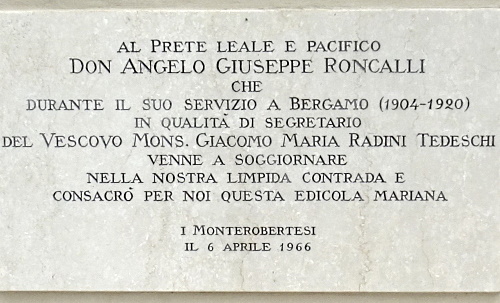 AL PRETE LEALE E PACIFICO
DON ANGELO GIUSEPPE RONCALLI
CHE
DURANTE IL SUO SERVIZIO A BERGAMO (1904-1920)
IN QUALITÀ DI SEGRETARIO
DEL VESCOVO MONS. GIACOMO MARIA RADINI TEDESCHI
VENNE A SOGGIORNARE
NELLA NOSTRA LIMPIDA CONTRADA E
CONSACRÒ PER NOI QUESTA EDICOLA MARIANA
I MONTEROBERTESI
IL 6 APRILE 1966